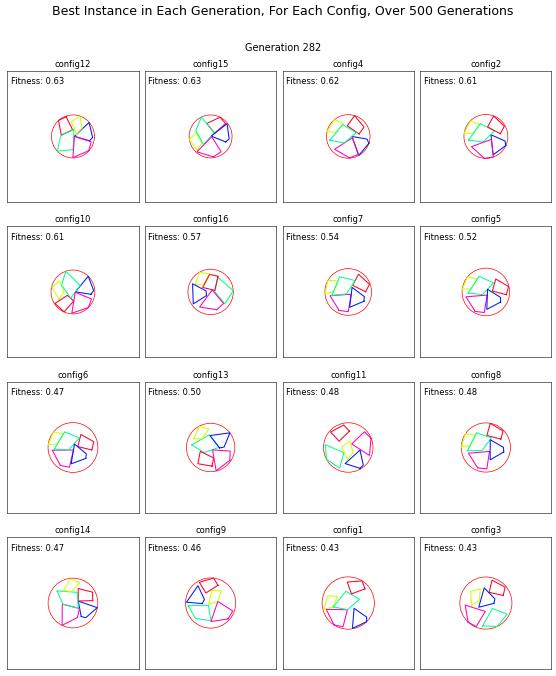 Best Instance in Each Generation, For Each Config, Over 500 Generations
Generation 282
config12
Fitness: 0.63
config15
Fitness: 0.63
config4
Fitness: 0.62
config2
Fitness: 0.61
config10
Fitness: 0.61
config16
Fitness: 0.57
config7
Fitness: 0.54
config5
Fitness: 0.52
config6
Fitness: 0.47
config13
Fitness: 0.50
config11
Fitness: 0.48
config8
Fitness: 0.48
config14
Fitness: 0.47
config9
Fitness: 0.46
config1
Fitness: 0.43
config3
Fitness: 0.43